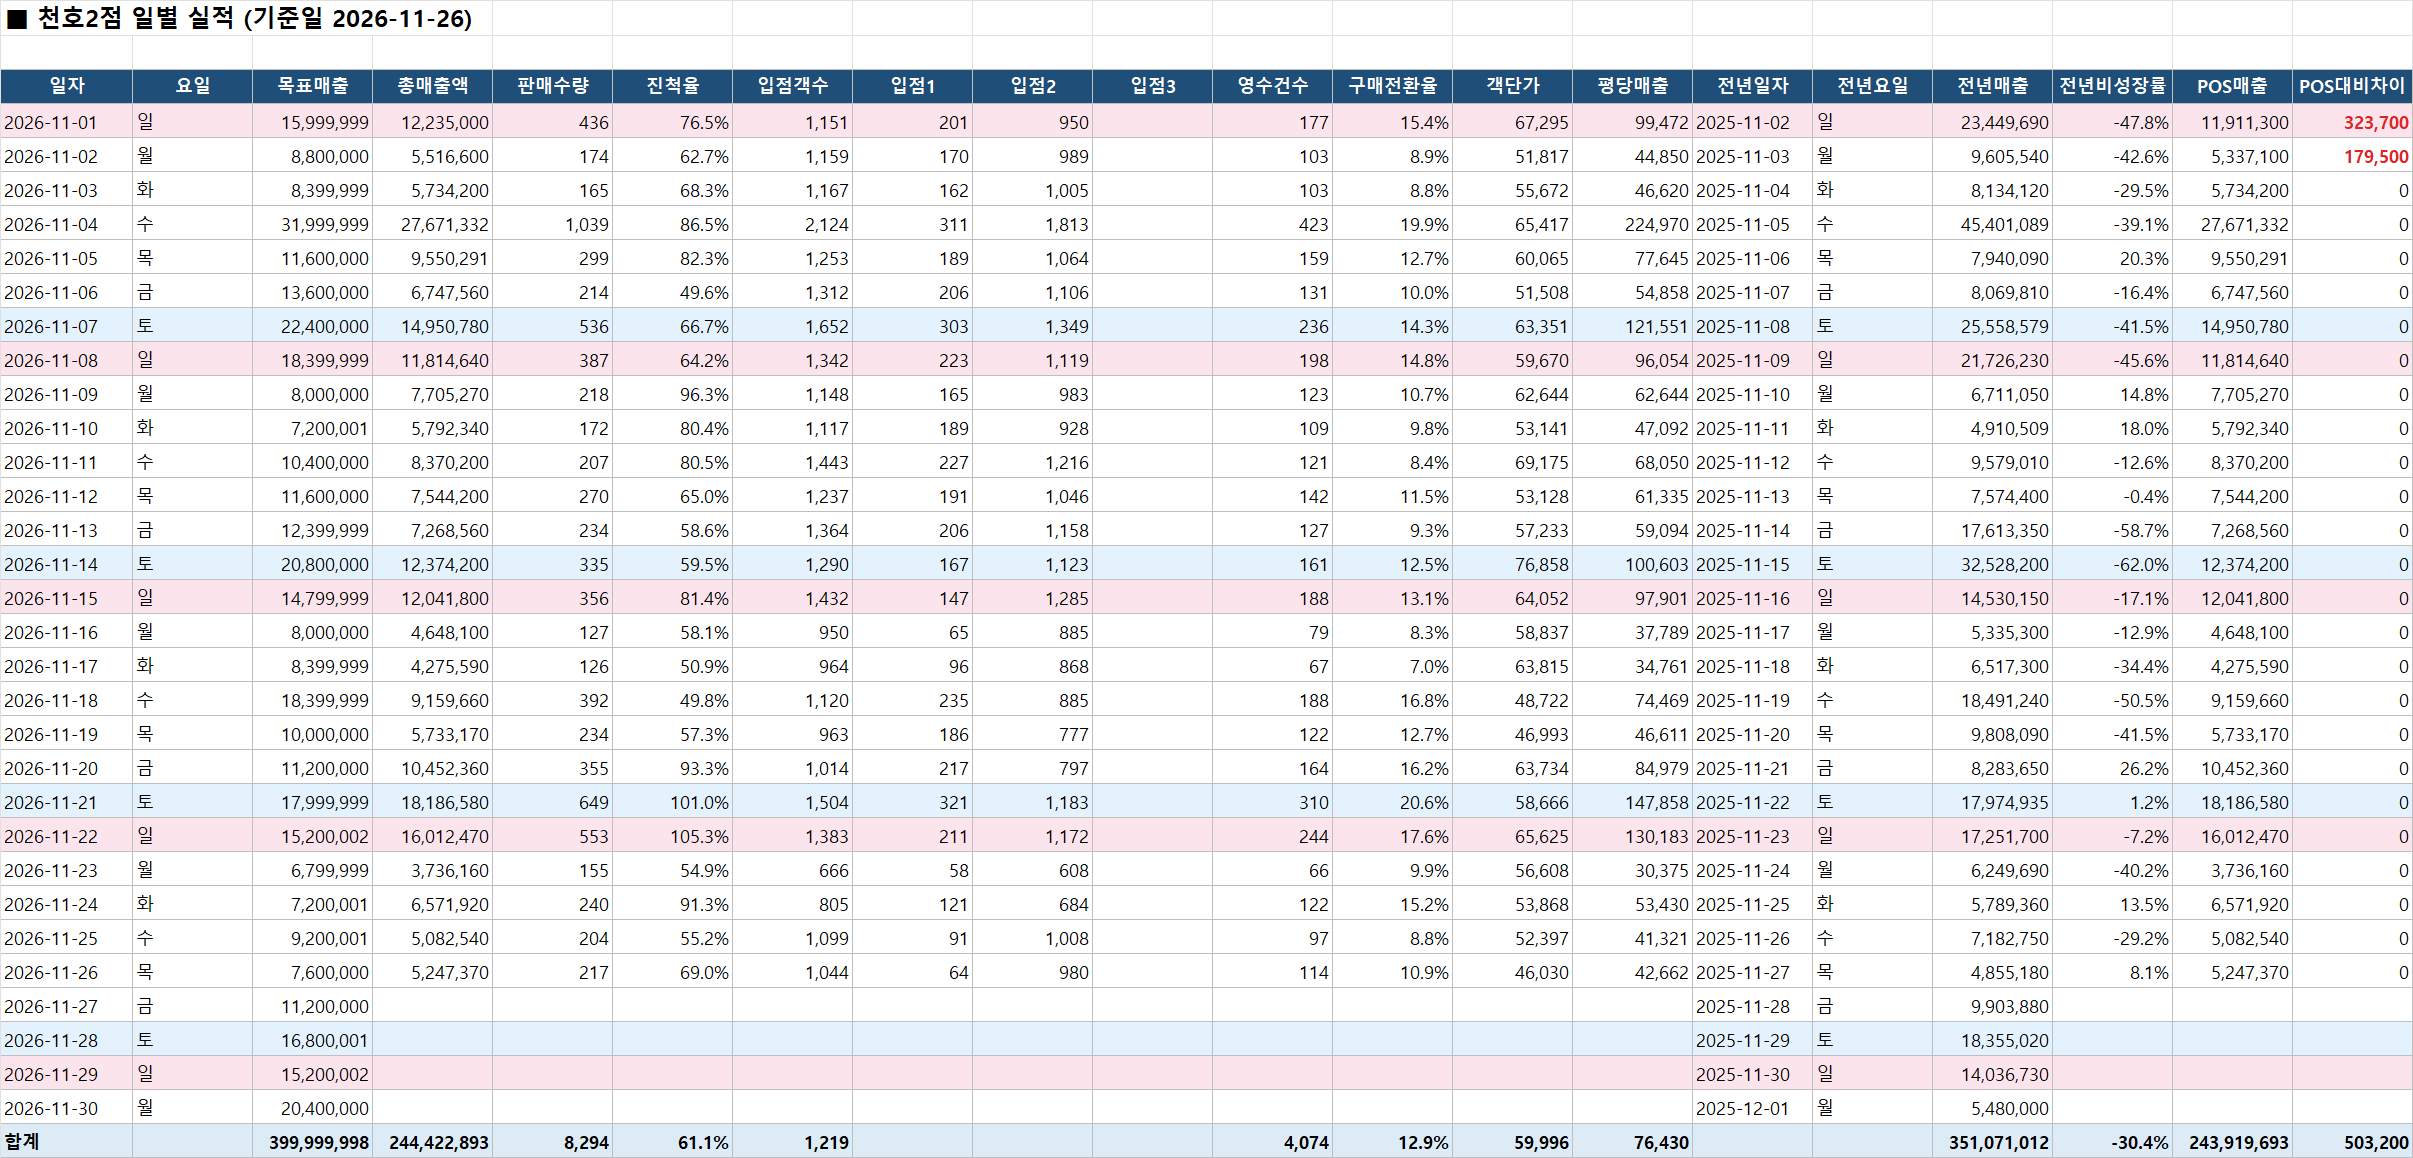 ■ 천호2점 일별 실적 (기준일 2026-11-26)
일자 요일 목표매출 총매출액 판매수량 진척율 입점객수 입점1 입점2 입점3 영수건수 구매전환율 객단가 평당매출 전년일자 전년요일 전년매출 전년비성장률 POS매출 POS대비차이
2026-11-01 일 15,999,999 12,235,000 436 76.5% 1,151 201 950 177 15.4% 67,295 99,472 2025-11-02 일 23,449,690 -47.8% 11,911,300 323,700
2026-11-02 월 8,800,000 5,516,600 174 62.7% 1,159 170 989 103 8.9% 51,817 44,850 2025-11-03 월 9,605,540 -42.6% 5,337,100 179,500
2026-11-03 화 8,399,999 5,734,200 165 68.3% 1,167 162 1,005 103 8.8% 55,672 46,620 2025-11-04 화 8,134,120 -29.5% 5,734,200 0
2026-11-04 수 31,999,999 27,671,332 1,039 86.5% 2,124 311 1,813 423 19.9% 65,417 224,970 2025-11-05 수 45,401,089 -39.1% 27,671,332 0
2026-11-05 목 11,600,000 9,550,291 299 82.3% 1,253 189 1,064 159 12.7% 60,065 77,645 2025-11-06 목 7,940,090 20.3% 9,550,291 0
2026-11-06 금 13,600,000 6,747,560 214 49.6% 1,312 206 1,106 131 10.0% 51,508 54,858 2025-11-07 금 8,069,810 -16.4% 6,747,560 0
2026-11-07 토 22,400,000 14,950,780 536 66.7% 1,652 303 1,349 236 14.3% 63,351 121,551 2025-11-08 토 25,558,579 -41.5% 14,950,780 0
2026-11-08 일 18,399,999 11,814,640 387 64.2% 1,342 223 1,119 198 14.8% 59,670 96,054 2025-11-09 일 21,726,230 -45.6% 11,814,640 0
2026-11-09 월 8,000,000 7,705,270 218 96.3% 1,148 165 983 123 10.7% 62,644 62,644 2025-11-10 월 6,711,050 14.8% 7,705,270 0
2026-11-10 화 7,200,001 5,792,340 172 80.4% 1,117 189 928 109 9.8% 53,141 47,092 2025-11-11 화 4,910,509 18.0% 5,792,340 0
2026-11-11 수 10,400,000 8,370,200 207 80.5% 1,443 227 1,216 121 8.4% 69,175 68,050 2025-11-12 수 9,579,010 -12.6% 8,370,200 0
2026-11-12 목 11,600,000 7,544,200 270 65.0% 1,237 191 1,046 142 11.5% 53,128 61,335 2025-11-13 목 7,574,400 -0.4% 7,544,200 0
2026-11-13 금 12,399,999 7,268,560 234 58.6% 1,364 206 1,158 127 9.3% 57,233 59,094 2025-11-14 금 17,613,350 -58.7% 7,268,560 0
2026-11-14 토 20,800,000 12,374,200 335 59.5% 1,290 167 1,123 161 12.5% 76,858 100,603 2025-11-15 토 32,528,200 -62.0% 12,374,200 0
2026-11-15 일 14,799,999 12,041,800 356 81.4% 1,432 147 1,285 188 13.1% 64,052 97,901 2025-11-16 일 14,530,150 -17.1% 12,041,800 0
2026-11-16 월 8,000,000 4,648,100 127 58.1% 950 65 885 79 8.3% 58,837 37,789 2025-11-17 월 5,335,300 -12.9% 4,648,100 0
2026-11-17 화 8,399,999 4,275,590 126 50.9% 964 96 868 67 7.0% 63,815 34,761 2025-11-18 화 6,517,300 -34.4% 4,275,590 0
2026-11-18 수 18,399,999 9,159,660 392 49.8% 1,120 235 885 188 16.8% 48,722 74,469 2025-11-19 수 18,491,240 -50.5% 9,159,660 0
2026-11-19 목 10,000,000 5,733,170 234 57.3% 963 186 777 122 12.7% 46,993 46,611 2025-11-20 목 9,808,090 -41.5% 5,733,170 0
2026-11-20 금 11,200,000 10,452,360 355 93.3% 1,014 217 797 164 16.2% 63,734 84,979 2025-11-21 금 8,283,650 26.2% 10,452,360 0
2026-11-21 토 17,999,999 18,186,580 649 101.0% 1,504 321 1,183 310 20.6% 58,666 147,858 2025-11-22 토 17,974,935 1.2% 18,186,580 0
2026-11-22 일 15,200,002 16,012,470 553 105.3% 1,383 211 1,172 244 17.6% 65,625 130,183 2025-11-23 일 17,251,700 -7.2% 16,012,470 0
2026-11-23 월 6,799,999 3,736,160 155 54.9% 666 58 608 66 9.9% 56,608 30,375 2025-11-24 월 6,249,690 -40.2% 3,736,160 0
2026-11-24 화 7,200,001 6,571,920 240 91.3% 805 121 684 122 15.2% 53,868 53,430 2025-11-25 화 5,789,360 13.5% 6,571,920 0
2026-11-25 수 9,200,001 5,082,540 204 55.2% 1,099 91 1,008 97 8.8% 52,397 41,321 2025-11-26 수 7,182,750 -29.2% 5,082,540 0
2026-11-26 목 7,600,000 5,247,370 217 69.0% 1,044 64 980 114 10.9% 46,030 42,662 2025-11-27 목 4,855,180 8.1% 5,247,370 0
2026-11-27 금 11,200,000 2025-11-28 금 9,903,880
2026-11-28 토 16,800,001 2025-11-29 토 18,355,020
2026-11-29 일 15,200,002 2025-11-30 일 14,036,730
2026-11-30 월 20,400,000 2025-12-01 월 5,480,000
합계 399,999,998 244,422,893 8,294 61.1% 1,219 4,074 12.9% 59,996 76,430 351,071,012 -30.4% 243,919,693 503,200